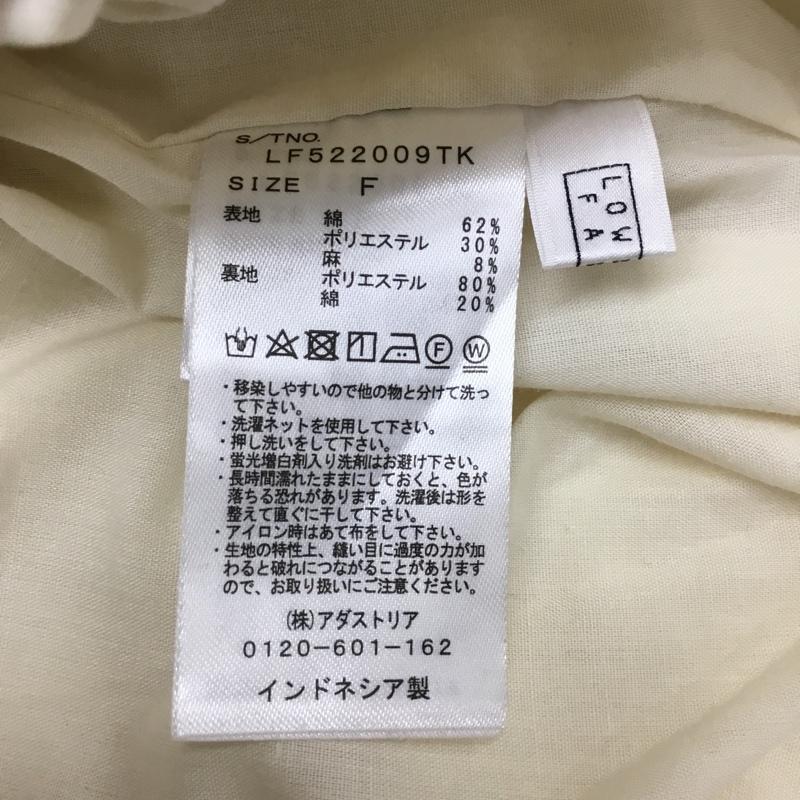 S/TNO.
LF522009TK
SIZE F
表地 綿 62%
ポリエステル 30%
麻 8%
裏地 ポリエステル 80%
綿 20%
F W
・移染しやすいので他の物と分けて洗っ
て下さい。
・洗濯ネットを使用して下さい。
・押し洗いをして下さい。
・蛍光増白剤入り洗剤はお避け下さい。
・長時間濡れたままにしておくと、色が
落ちる恐れがあります。洗濯後は形を
整えて直ぐに干して下さい。
・アイロン時はあて布をして下さい。
・生地の特性上、縫い目に過度の力が加
わると破れにつながることがあります
ので、お取り扱いにご注意ください。
(株)アダストリア
0120-601-162
インドネシア製
LOW
FA